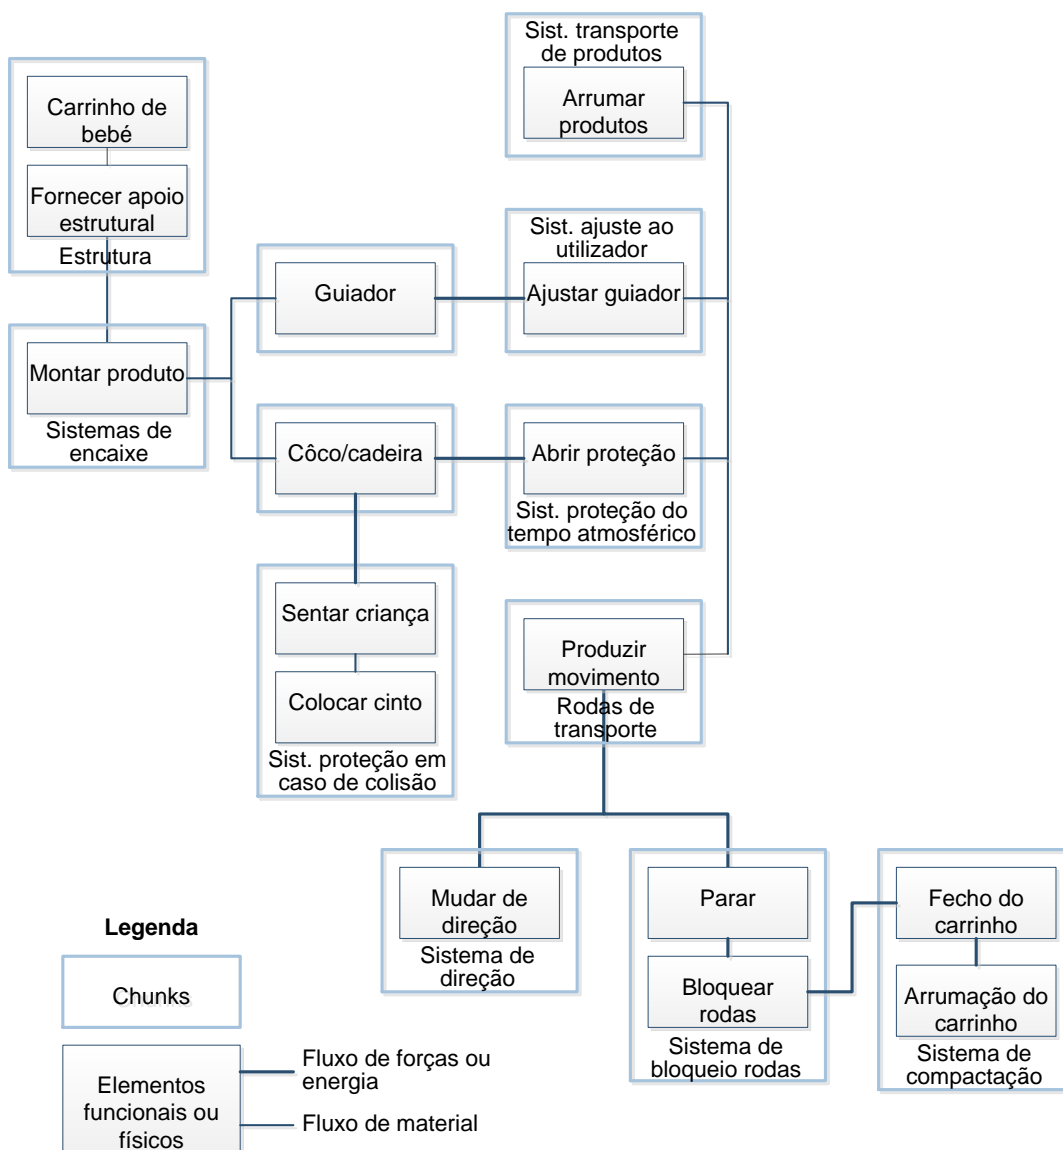 Sist. transporte
de produtos
Arrumar
produtos
Carrinho de
bebé
Fornecer apoio
estrutural
Estrutura
Sist. ajuste ao
utilizador
Guiador
Ajustar guiador
Montar produto
Sistemas de
encaixe
Côco/cadeira
Abrir proteção
Sist. proteção do
tempo atmosférico
Sentar criança
Colocar cinto
Sist. proteção em
caso de colisão
Produzir
movimento
Rodas de
transporte
Mudar de
direção
Sistema de
direção
Parar
Bloquear
rodas
Sistema de
bloqueio rodas
Fecho do
carrinho
Arrumação do
carrinho
Sistema de
compactação
Legenda
Chunks
Elementos
funcionais ou
físicos
Fluxo de forças ou
energia
Fluxo de material